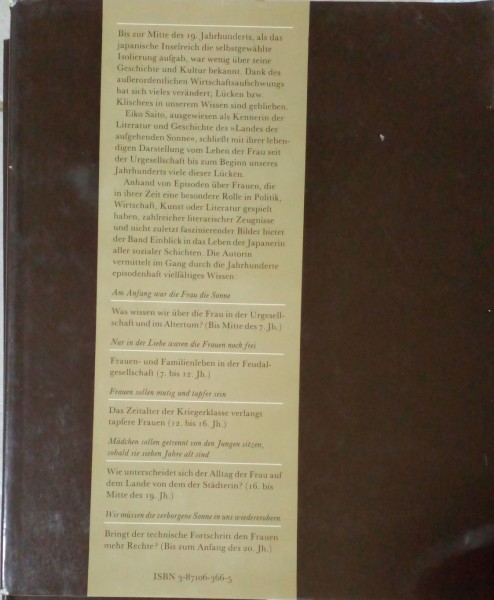 Bis zur Mitte des 19. Jahrhunderts, als das
japanische Inselreich die selbstgewählte
Isolierung aufgab, war wenig über seine
Geschichte und Kultur bekannt. Dank des
außerordentlichen Wirtschaftsaufschwungs
hat sich vieles verändert; Lücken bzw.
Klischees in unserem Wissen sind geblieben.
Eiko Saito, ausgewiesen als Kennerin der
Literatur und Geschichte des »Landes der
aufgehenden Sonne«, schließt mit ihrer leben-
digen Darstellung vom Leben der Frau seit
der Urgesellschaft bis zum Beginn unseres
Jahrhunderts viele dieser Lücken.
Anhand von Episoden über Frauen, die
in ihrer Zeit eine besondere Rolle in Politik,
Wirtschaft, Kunst oder Literatur gespielt
haben, zahlreicher literarischer Zeugnisse
und nicht zuletzt faszinierender Bilder bietet
der Band Einblick in das Leben der Japanerin
aller sozialer Schichten. Die Autorin
vermittelt im Gang durch die Jahrhunderte
episodenhaft vielfältiges Wissen:
Am Anfang war die Frau die Sonne
Was wissen wir über die Frau in der Urgesell-
schaft und im Altertum? (Bis Mitte des 7. Jh.)
Nur in der Liebe waren die Frauen noch frei
Frauen- und Familienleben in der Feudal-
gesellschaft (7. bis 12. Jh.)
Frauen sollen mutig und tapfer sein
Das Zeitalter der Kriegerklasse verlangt
tapfere Frauen (12. bis 16. Jh.)
Mädchen sollen getrennt von den Jungen sitzen,
sobald sie sieben Jahre alt sind
Wie unterscheidet sich der Alltag der Frau auf
dem Lande von dem der Städterin? (16. bis
Mitte des 19. Jh.)
Wir müssen die verborgene Sonne in uns wiedererobern
Bringt der technische Fortschritt den Frauen
mehr Rechte? (Bis zum Anfang des 20. Jh.)
ISBN 3-87106-366-5